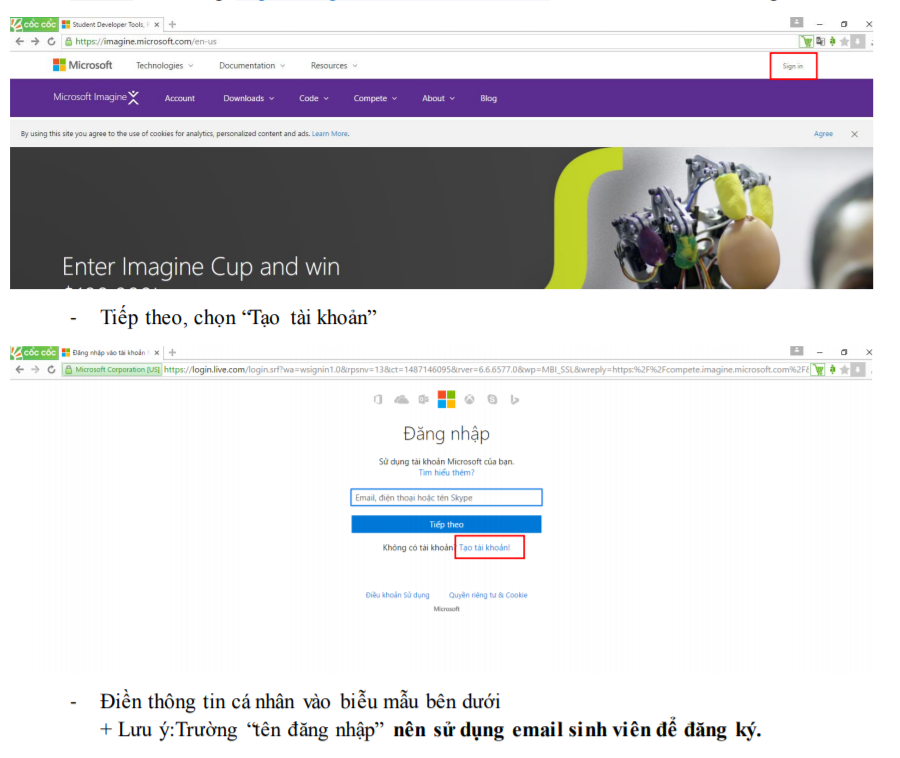 cốc cốc Student Developer Tools, x
https://imagine.microsoft.com/en-us
Microsoft Technologies Documentation Resources Sign in
Microsoft Imagine Account Downloads Code Compete About Blog
By using this site you agree to the use of cookies for analytics, personalized content and ads. Learn More. Agree
Enter Imagine Cup and win
- Tiếp theo, chọn “Tạo tài khoản”
cốc cốc Đăng nhập vào tài khoản x
Microsoft Corporation [US] https://login.live.com/login.srf?wa=wsignin1.0&rpsnv=13&ct=1487146095&rver=6.6.6577.0&wp=MBI_SSL&wreply=https:%2F%2Fcompete.imagine.microsoft.com%2F
Đăng nhập
Sử dụng tài khoản Microsoft của bạn.
Tìm hiểu thêm?
Email, điện thoại hoặc tên Skype
Tiếp theo
Không có tài khoản? Tạo tài khoản!
Điều khoản Sử dụng Quyền riêng tư & Cookie
Microsoft
- Điền thông tin cá nhân vào biểu mẫu bên dưới
+ Lưu ý:Trường “tên đăng nhập” nên sử dụng email sinh viên để đăng ký.